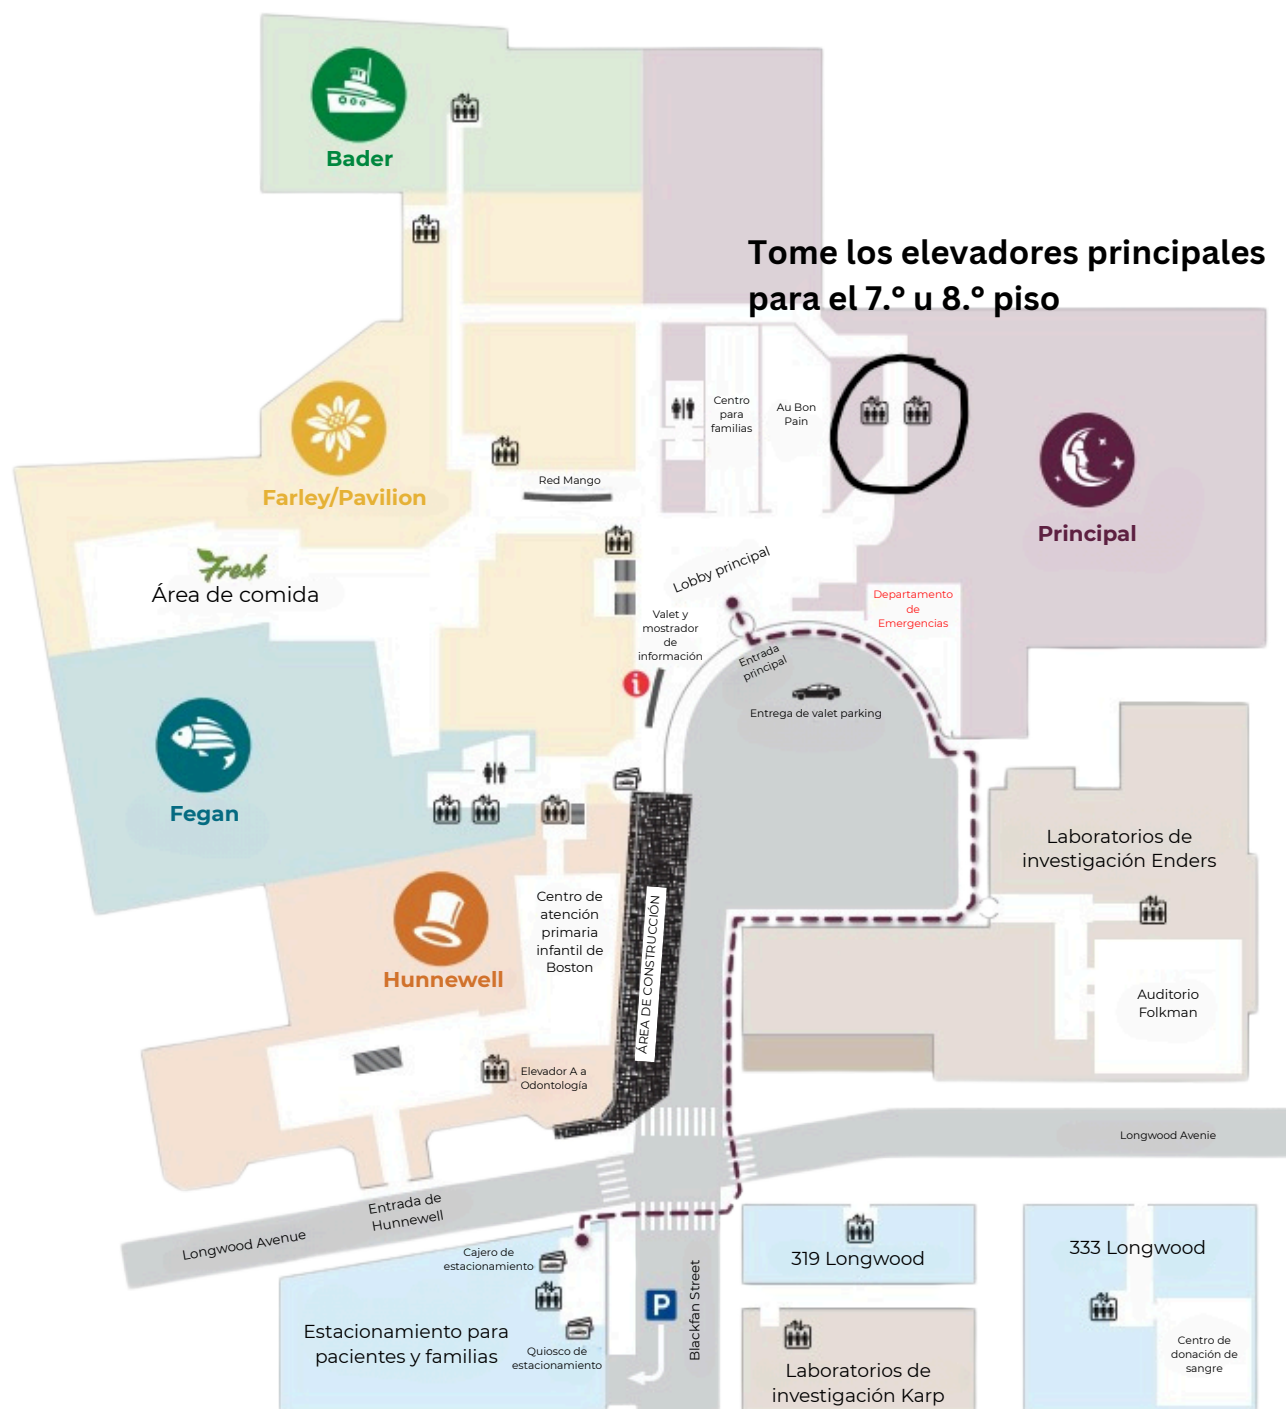 Bader
Tome los elevadores principales
para el 7.º u 8.º piso
Centro
para
familias
Au Bon
Pain
Farley/Pavilion
Red Mango
Principal
Fresh
Área de comida
Lobby principal
Departamento
de
Emergencias
Valet y
mostrador
de
información
i
Entrada
principal
Entrega de valet parking
Fegan
Laboratorios de
investigación Enders
Centro de
atención
primaria
infantil de
Boston
ÁREA DE CONSTRUCCIÓN
Hunnewell
Auditorio
Folkman
Elevador A a
Odontología
Longwood Avenie
Entrada de
Hunnewell
Longwood Avenue
Cajero de
estacionamiento
319 Longwood
333 Longwood
P
Blackfan Street
Estacionamiento para
pacientes y familias
Quiosco de
estacionamiento
Laboratorios de
investigación Karp
Centro de
donación de
sangre